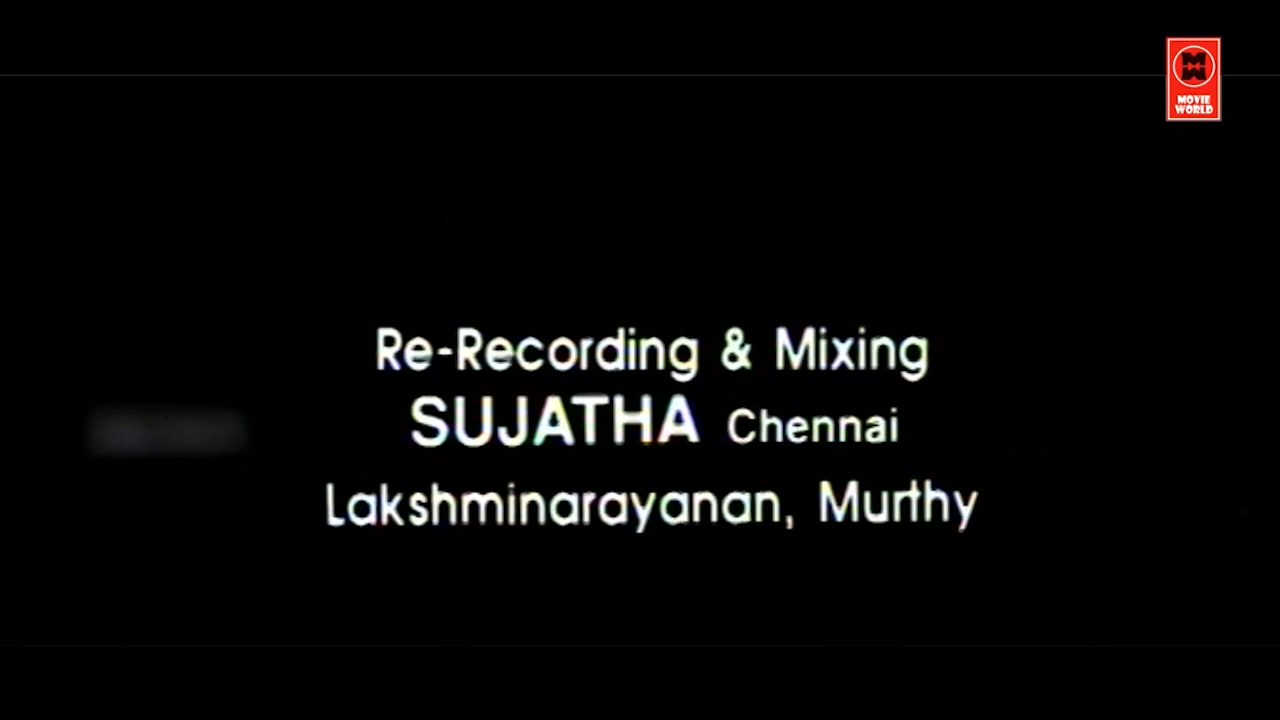 MOVIE
WORLD
Re-Recording & Mixing
SUJATHA Chennai
Lakshminarayanan, Murthy